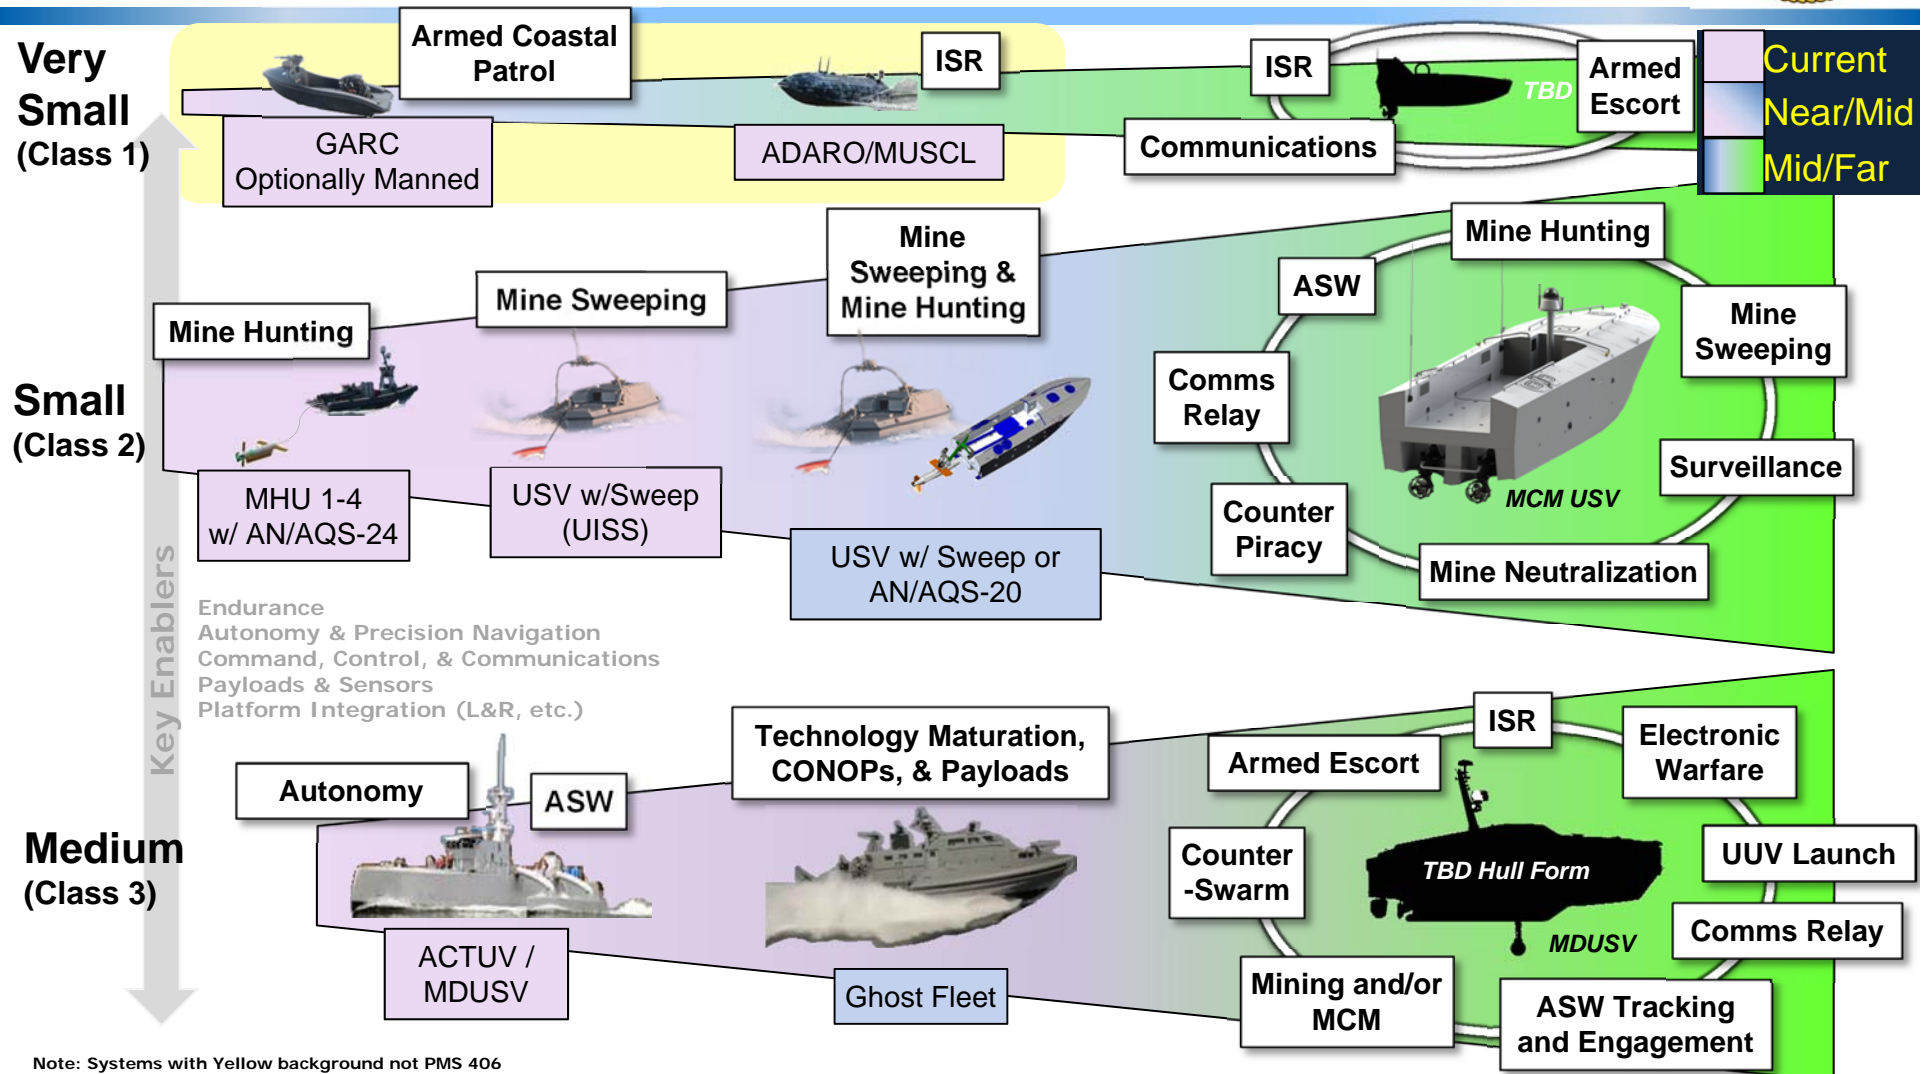 Very
Small
(Class 1)
Armed Coastal
Patrol
ISR
GARC
Optionally Manned
ADARO/MUSCL
ISR
TBD
Armed
Escort
Communications
Current
Near/Mid
Mid/Far
Small
(Class 2)
Mine Hunting
Mine Sweeping
Mine
Sweeping &
Mine Hunting
MHU 1-4
w/ AN/AQS-24
USV w/Sweep
(UISS)
USV w/ Sweep or
AN/AQS-20
Mine Hunting
ASW
Mine
Sweeping
Comms
Relay
Surveillance
MCM USV
Counter
Piracy
Mine Neutralization
Key Enablers
Endurance
Autonomy & Precision Navigation
Command, Control, & Communications
Payloads & Sensors
Platform Integration (L&R, etc.)
Medium
(Class 3)
Autonomy
ASW
Technology Maturation,
CONOPs, & Payloads
ACTUV /
MDUSV
Ghost Fleet
ISR
Armed Escort
Electronic
Warfare
Counter
-Swarm
TBD Hull Form
UUV Launch
MDUSV
Comms Relay
Mining and/or
MCM
ASW Tracking
and Engagement
Note: Systems with Yellow background not PMS 406